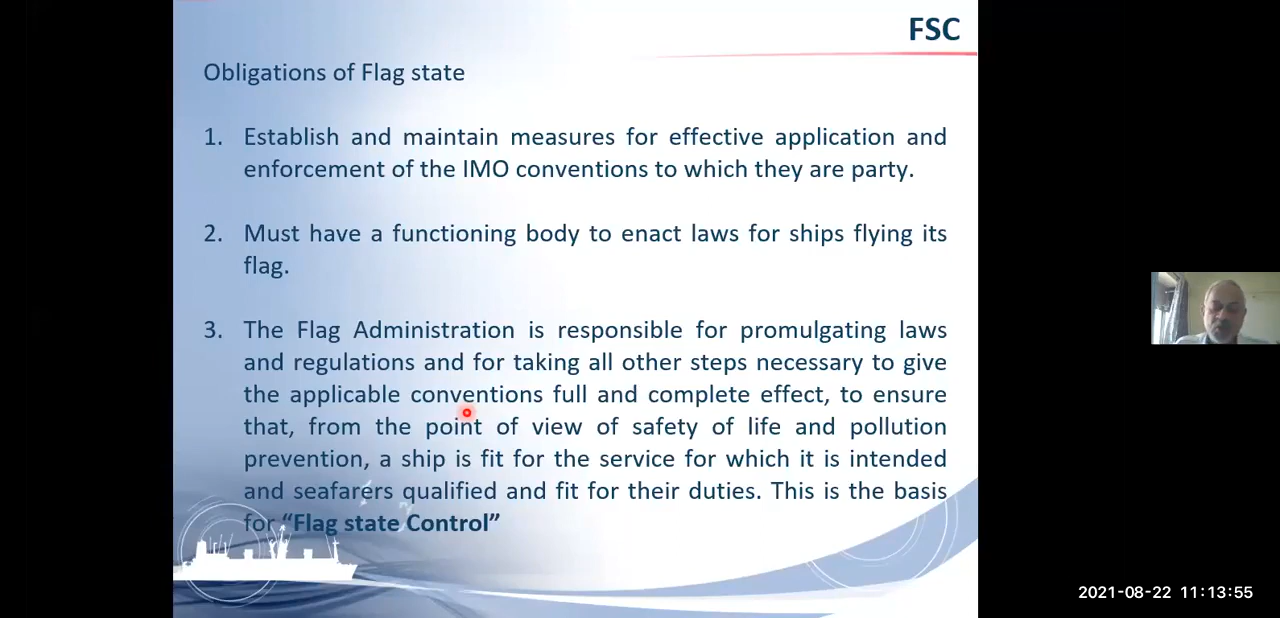 FSC
Obligations of Flag state
1. Establish and maintain measures for effective application and
enforcement of the IMO conventions to which they are party.
2. Must have a functioning body to enact laws for ships flying its
flag.
3. The Flag Administration is responsible for promulgating laws
and regulations and for taking all other steps necessary to give
the applicable conventions full and complete effect, to ensure
that, from the point of view of safety of life and pollution
prevention, a ship is fit for the service for which it is intended
and seafarers qualified and fit for their duties. This is the basis
for “Flag state Control”
2021-08-22 11:13:55